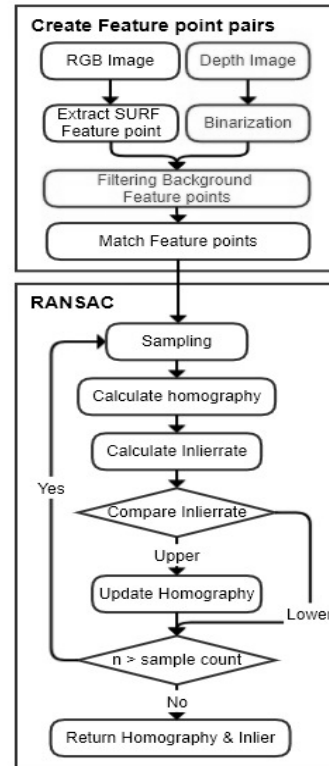 Create Feature point pairs
RGB Image
Depth Image
Extract SURF
Feature point
Binarization
Filtering Background
Feature points
Match Feature points
RANSAC
Sampling
Calculate homography
Calculate Inlierrate
Yes
Compare Inlierrate
Upper
Update Homography
Lower
n > sample count
No
Return Homography & Inlier